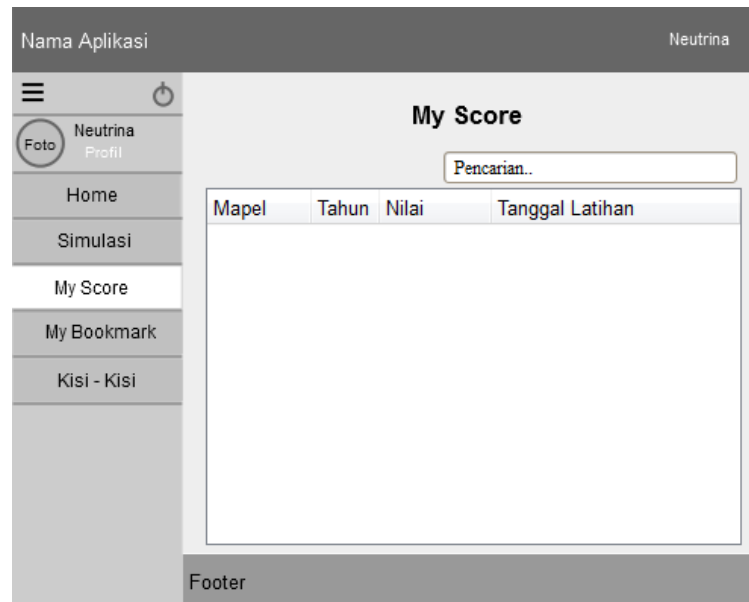 Nama Aplikasi
Neutrina
Foto
Neutrina
Profil
Home
Simulasi
My Score
My Bookmark
Kisi - Kisi
My Score
Pencarian..
Mapel Tahun Nilai Tanggal Latihan
Footer